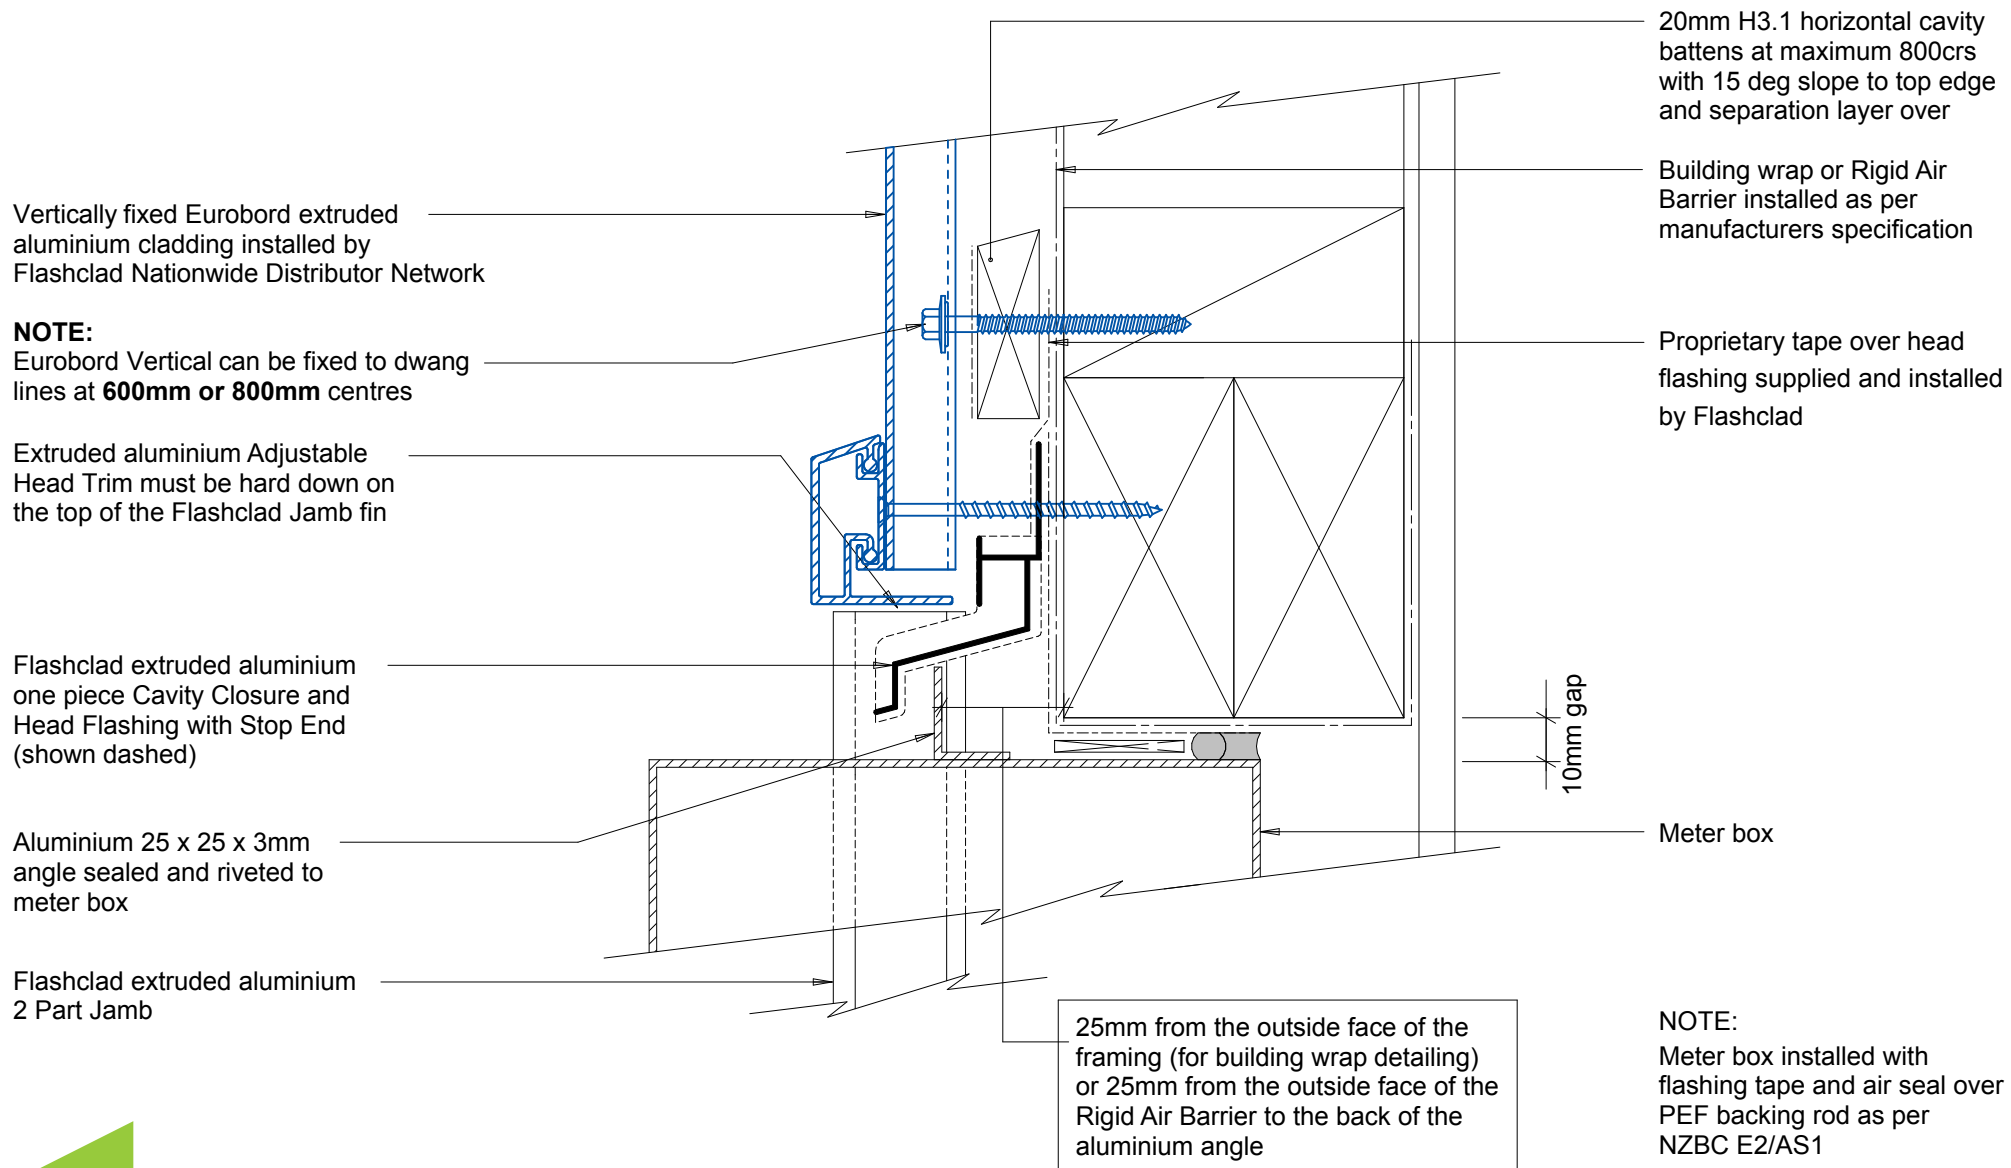 20mm H3.1 horizontal cavity
battens at maximum 800crs
with 15 deg slope to top edge
and separation layer over
Building wrap or Rigid Air
Barrier installed as per
manufacturers specification
Vertically fixed Eurobord extruded
aluminium cladding installed by
Flashclad Nationwide Distributor Network
NOTE:
Eurobord Vertical can be fixed to dwang
lines at 600mm or 800mm centres
Proprietary tape over head
flashing supplied and installed
by Flashclad
Extruded aluminium Adjustable
Head Trim must be hard down on
the top of the Flashclad Jamb fin
Flashclad extruded aluminium
one piece Cavity Closure and
Head Flashing with Stop End
(shown dashed)
10mm gap
Aluminium 25 x 25 x 3mm
angle sealed and riveted to
meter box
Meter box
Flashclad extruded aluminium
2 Part Jamb
25mm from the outside face of the
framing (for building wrap detailing)
or 25mm from the outside face of the
Rigid Air Barrier to the back of the
aluminium angle
NOTE:
Meter box installed with
flashing tape and air seal over
PEF backing rod as per
NZBC E2/AS1